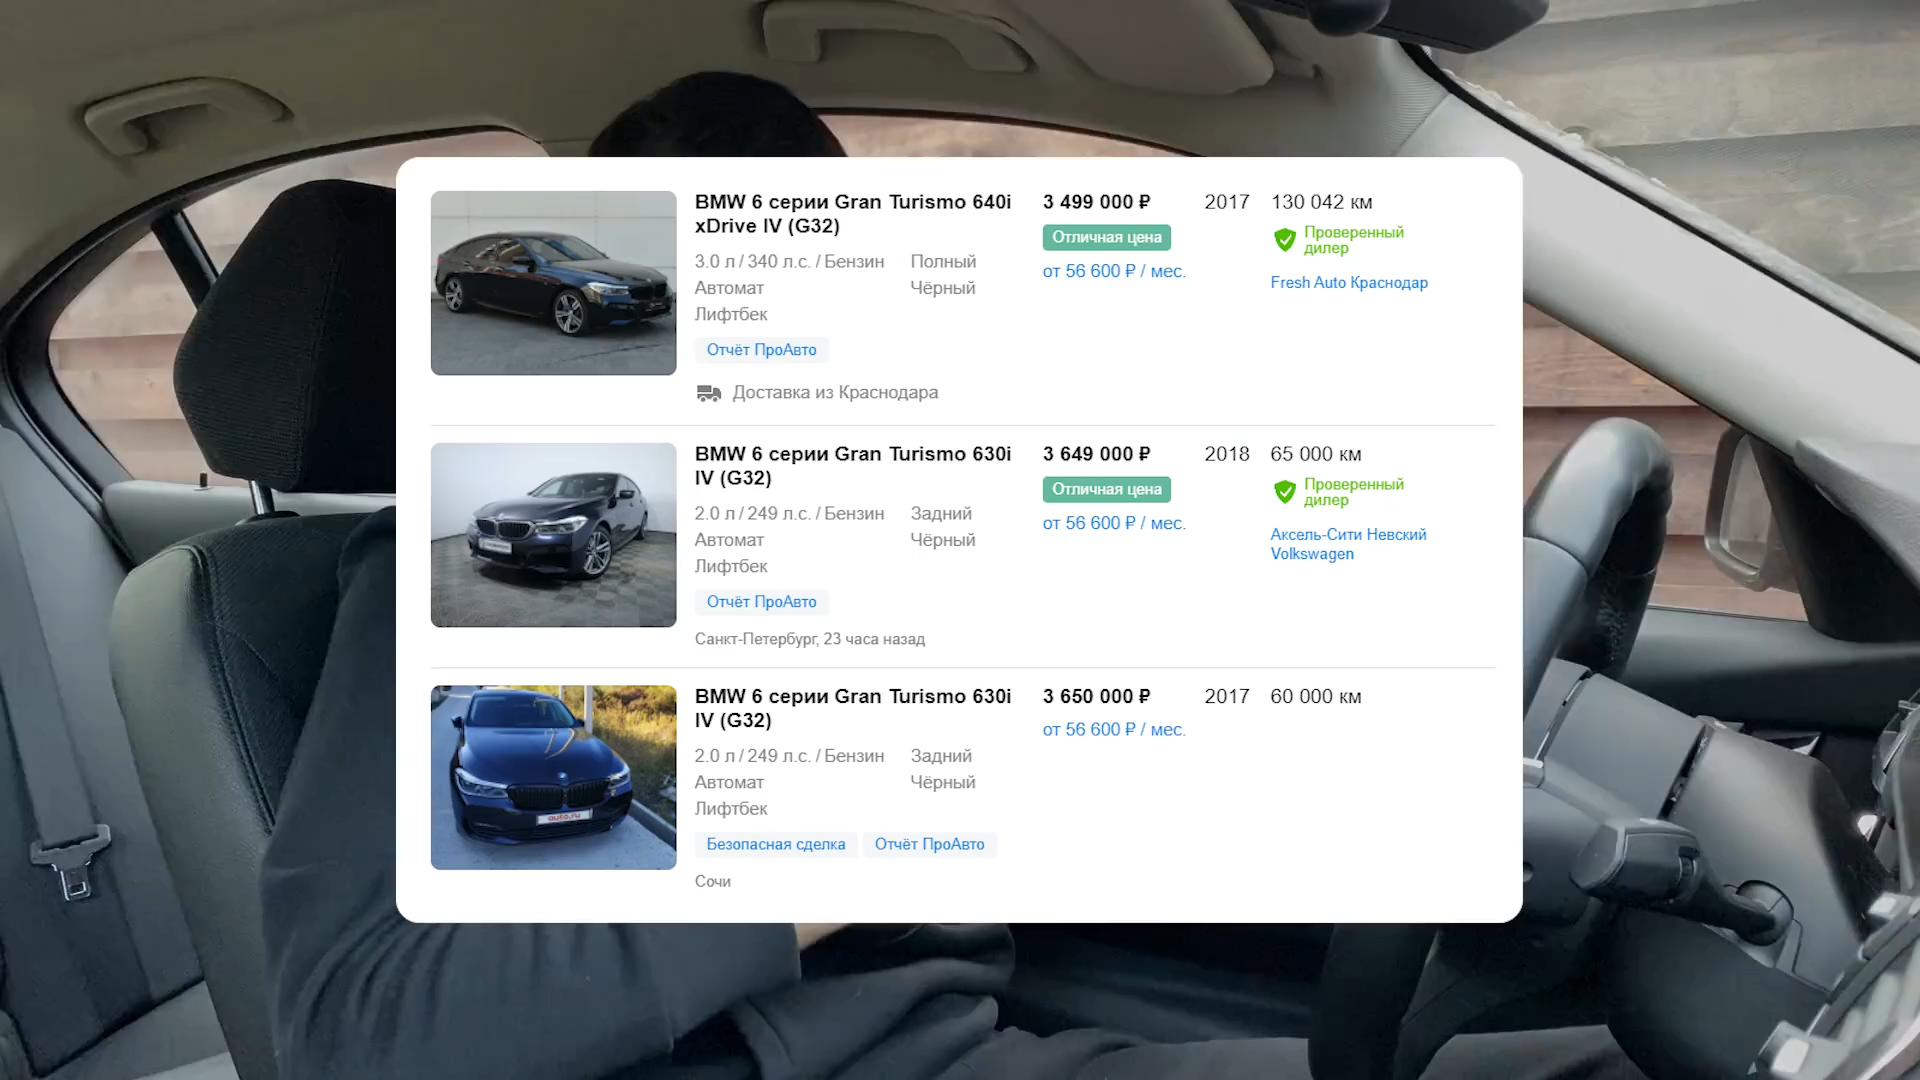 BMW 6 серии Gran Turismo 640i
xDrive IV (G32)
3 499 000 ₽
2017
130 042 км
Отличная цена
Проверенный
дилер
3.0 л / 340 л.с. / Бензин
Полный
от 56 600 ₽ / мес.
Автомат
Чёрный
Fresh Auto Краснодар
Лифтбек
Отчёт ПроАвто
Доставка из Краснодара
BMW 6 серии Gran Turismo 630i
IV (G32)
3 649 000 ₽
2018
65 000 км
Отличная цена
Проверенный
дилер
2.0 л / 249 л.с. / Бензин
Задний
от 56 600 ₽ / мес.
Автомат
Чёрный
Аксель-Сити Невский
Volkswagen
Лифтбек
Отчёт ПроАвто
Санкт-Петербург, 23 часа назад
BMW 6 серии Gran Turismo 630i
IV (G32)
3 650 000 ₽
2017
60 000 км
от 56 600 ₽ / мес.
2.0 л / 249 л.с. / Бензин
Задний
Автомат
Чёрный
Лифтбек
auto.ru
Безопасная сделка
Отчёт ПроАвто
Сочи